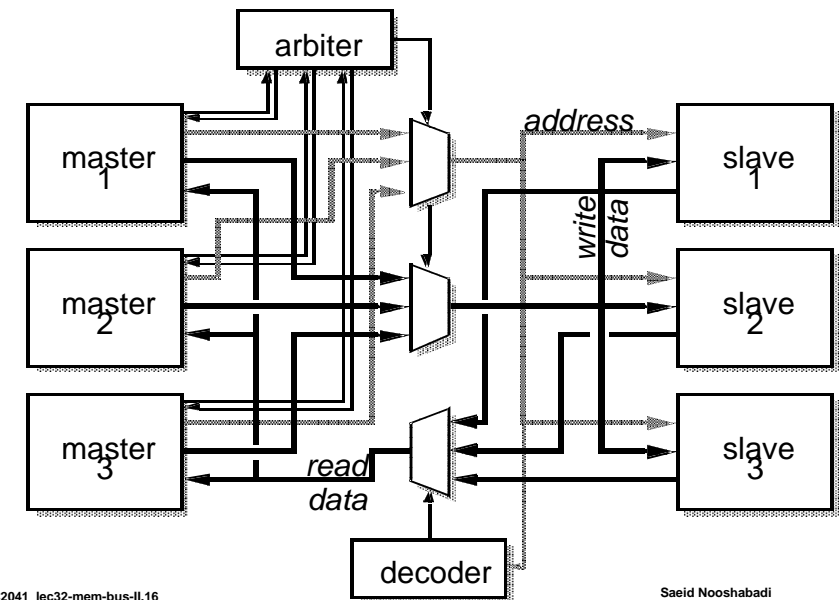 arbiter
master
1
address
slave
1
write
data
master
2
slave
2
master
3
read
data
slave
3
decoder
2041 lec32-mem-bus-II.16
Saeid Nooshabadi